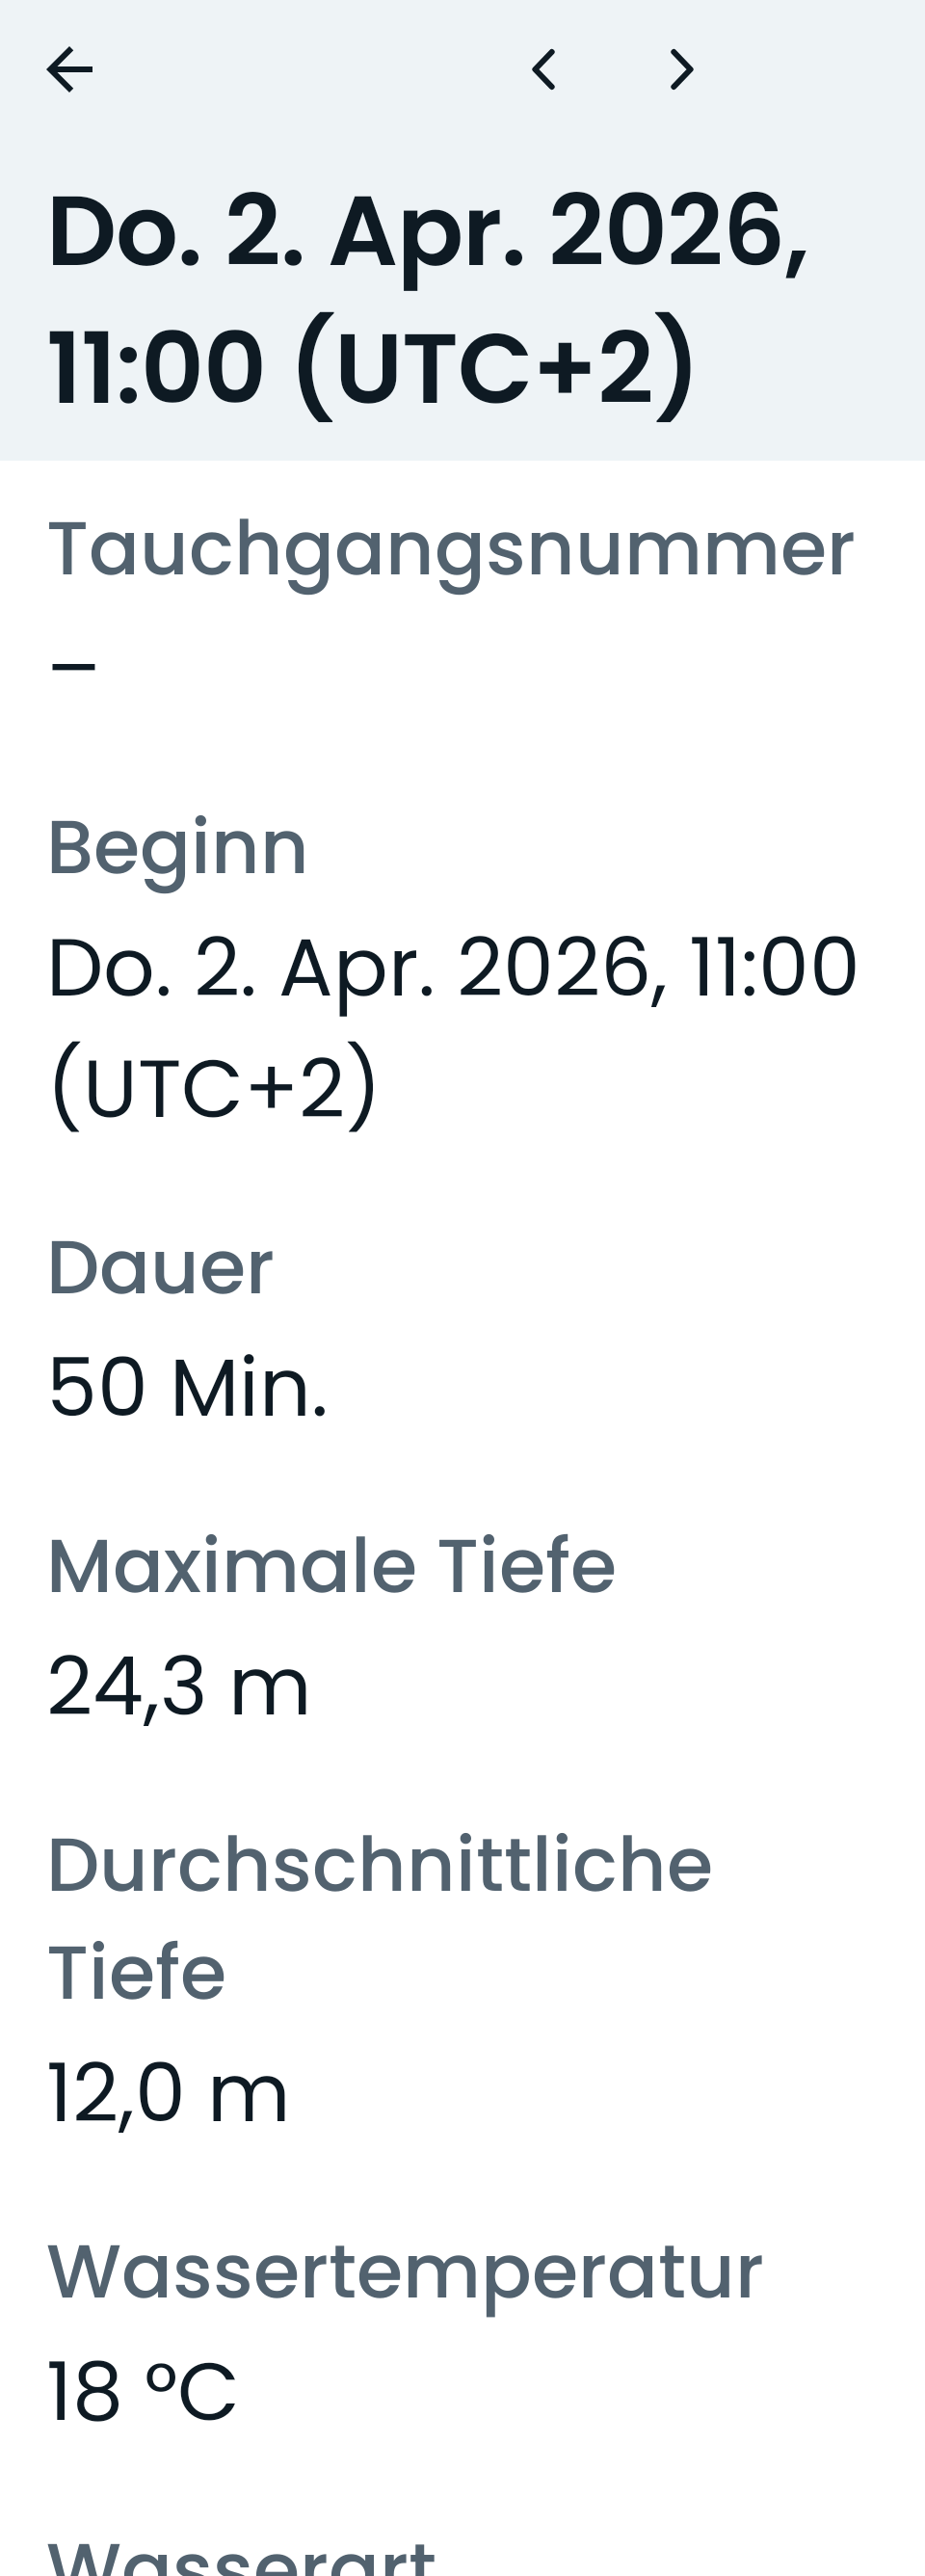 Do. 2. Apr. 2026,
11:00 (UTC+2)
Tauchgangsnummer
–
Beginn
Do. 2. Apr. 2026, 11:00
(UTC+2)
Dauer
50 Min.
Maximale Tiefe
24,3 m
Durchschnittliche
Tiefe
12,0 m
Wassertemperatur
18 °C
Wasserart